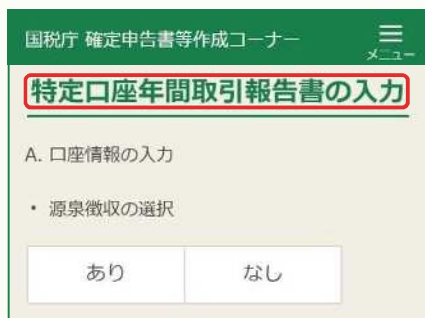 国税庁 確定申告書等作成コーナー
メニュー
特定口座年間取引報告書の入力
A. 口座情報の入力
・ 源泉徴収の選択
あり なし